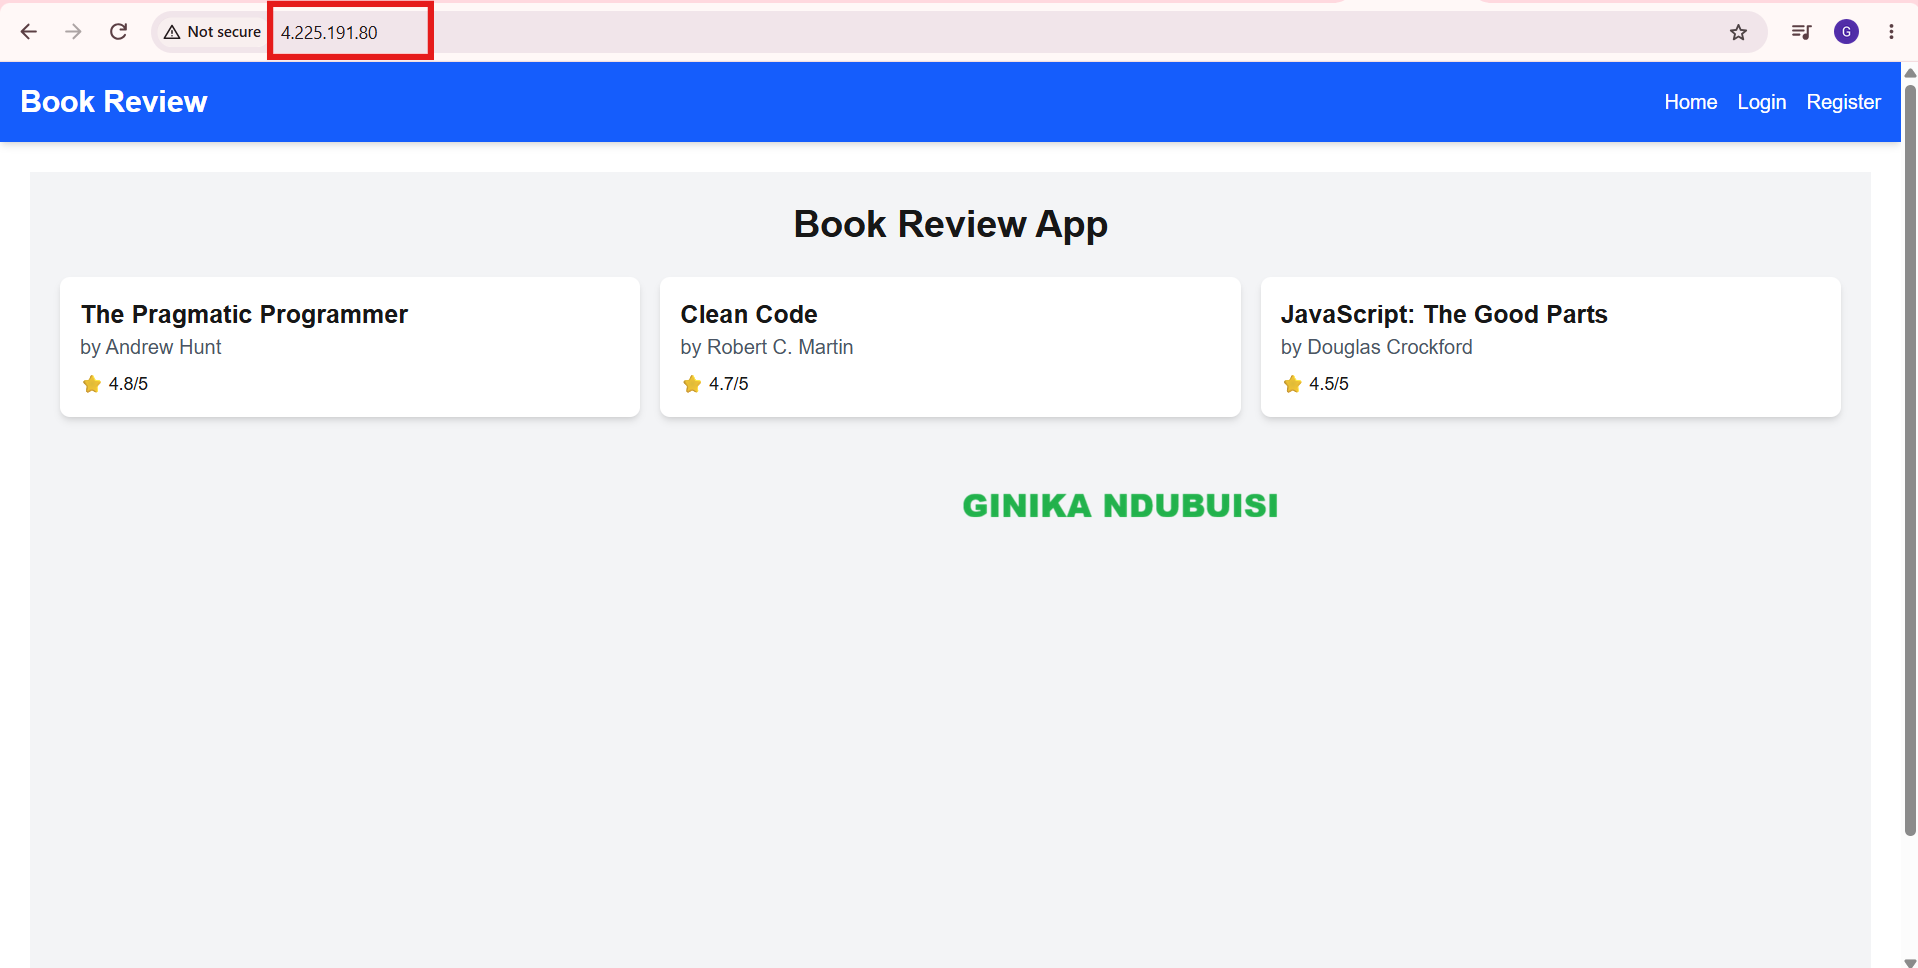 Not secure 4.225.191.80
G
Book Review
Home Login Register
Book Review App
The Pragmatic Programmer
by Andrew Hunt
4.8/5
Clean Code
by Robert C. Martin
4.7/5
JavaScript: The Good Parts
by Douglas Crockford
4.5/5
GINIKA NDUBUISI